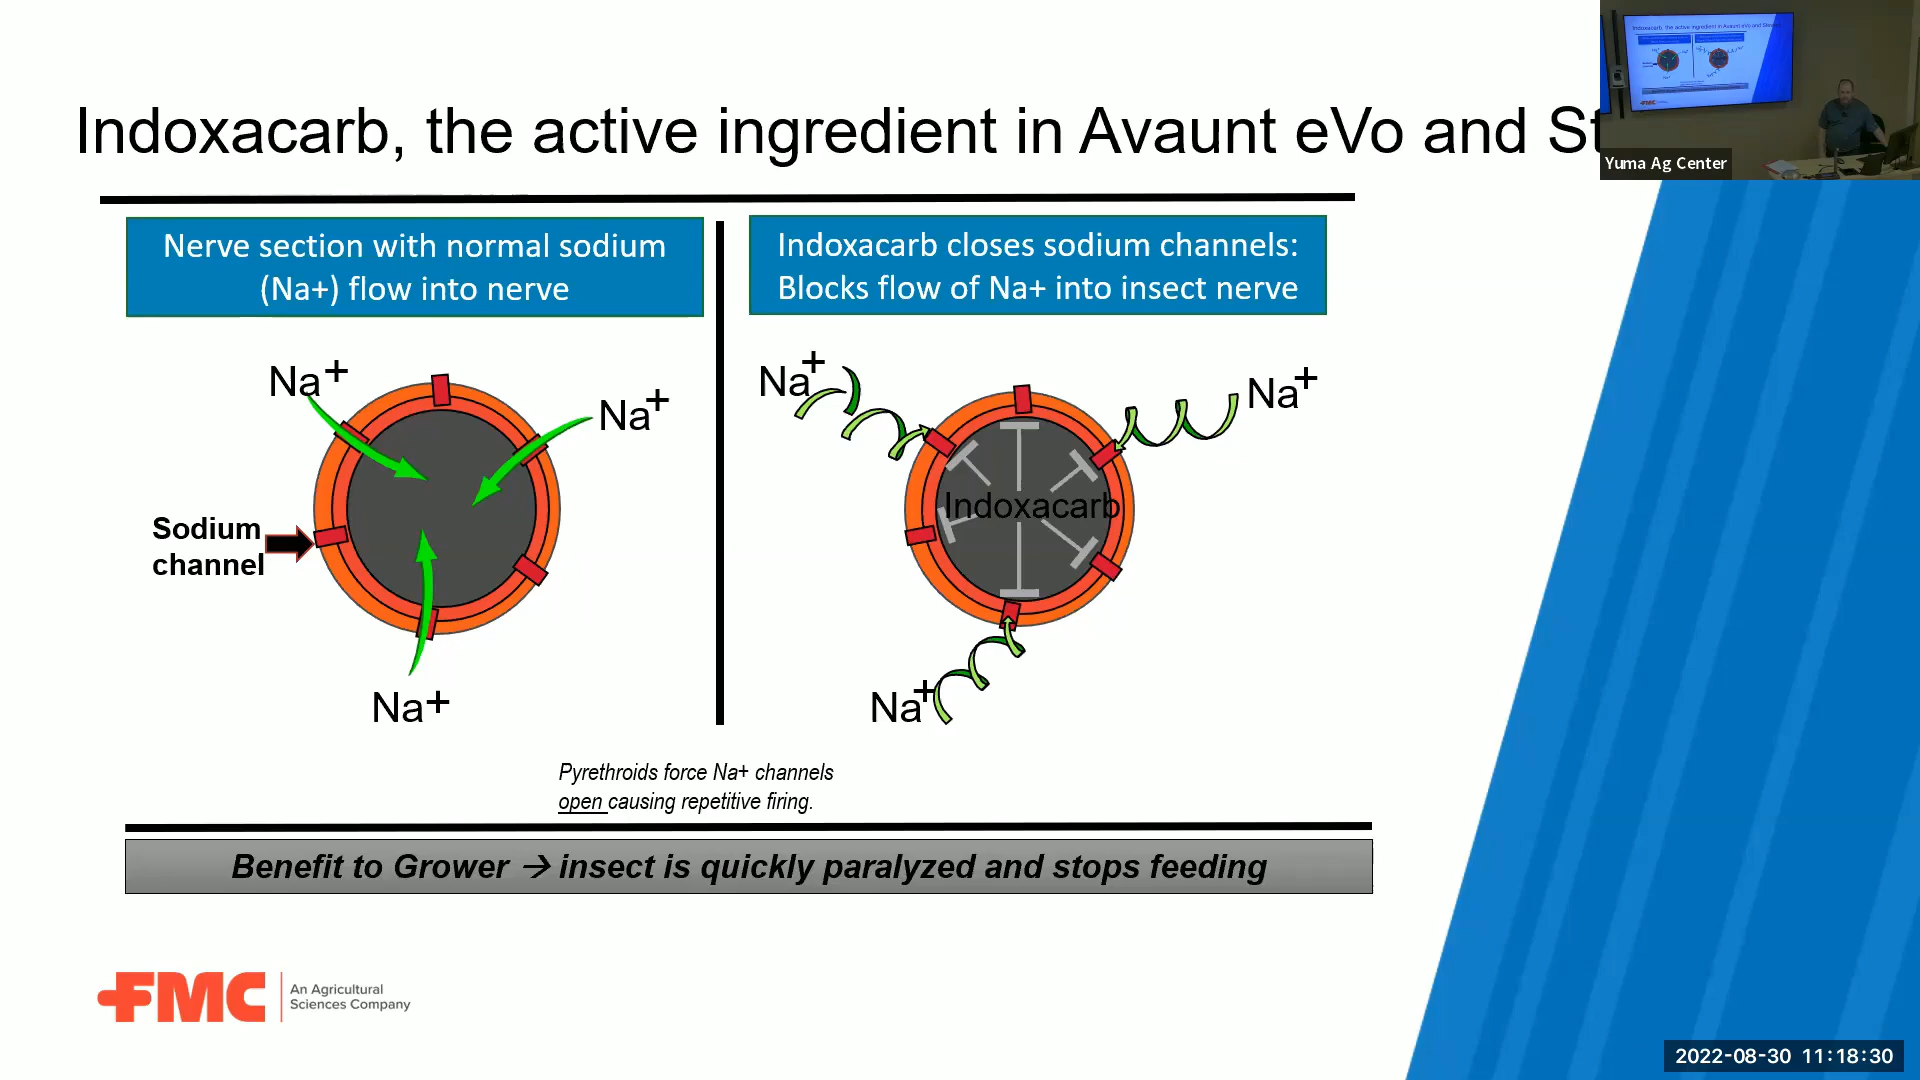 Indoxacarb, the active ingredient in Avaunt eVo and St
Yuma Ag Center
Nerve section with normal sodium
(Na+) flow into nerve
Indoxacarb closes sodium channels:
Blocks flow of Na+ into insect nerve
Na+
Na+
Sodium
channel
Na+
Na+
Na+
Indoxacarb
Na+
Pyrethroids force Na+ channels
open causing repetitive firing.
Benefit to Grower → insect is quickly paralyzed and stops feeding
FMC
An Agricultural
Sciences Company
2022-08-30 11:18:30